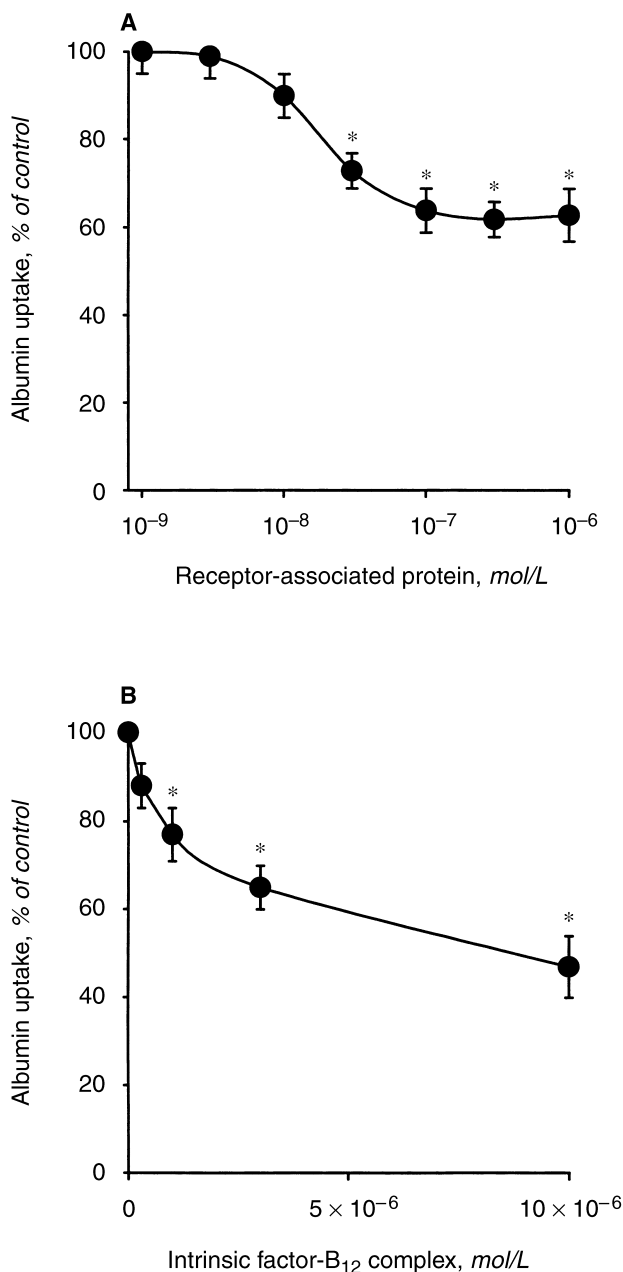 A
100
80
60
40
20
0
Albumin uptake, % of control
*
*
*
*
10⁻⁹ 10⁻⁸ 10⁻⁷ 10⁻⁶
Receptor-associated protein, mol/L
B
100
80
60
40
20
0
Albumin uptake, % of control
*
*
*
0 5 × 10⁻⁶ 10 × 10⁻⁶
Intrinsic factor-B₁₂ complex, mol/L